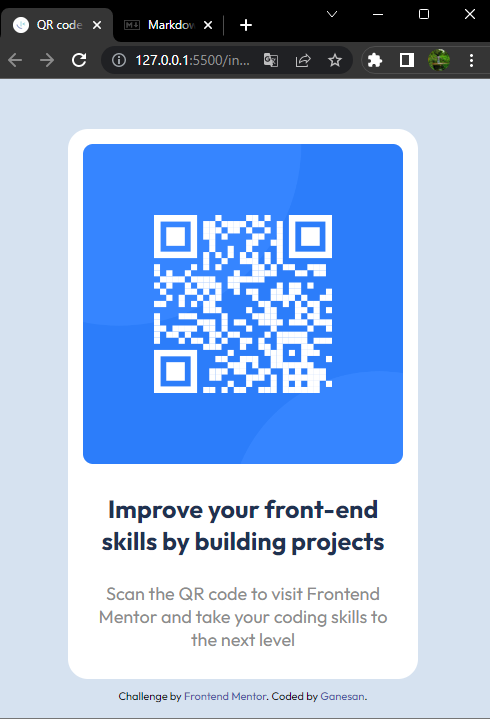 QR code
Markdow
127.0.0.1:5500/in...
Improve your front-end
skills by building projects
Scan the QR code to visit Frontend
Mentor and take your coding skills to
the next level
Challenge by Frontend Mentor. Coded by Ganesan.